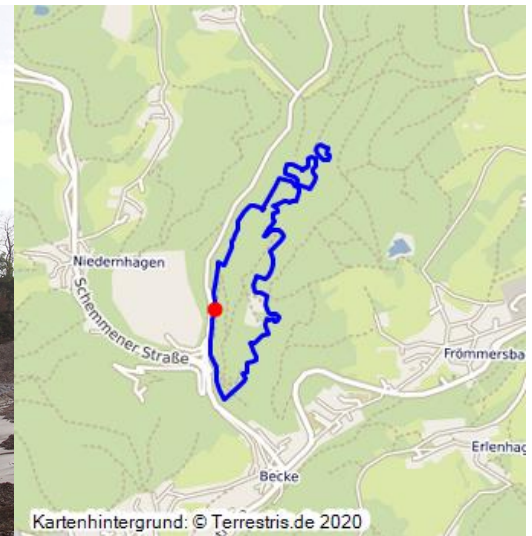 Niedernhagen
Schemmener Straße
Frömmersba
Erlenhag
Becke
Kartenhintergrund: © Terrestris.de 2020